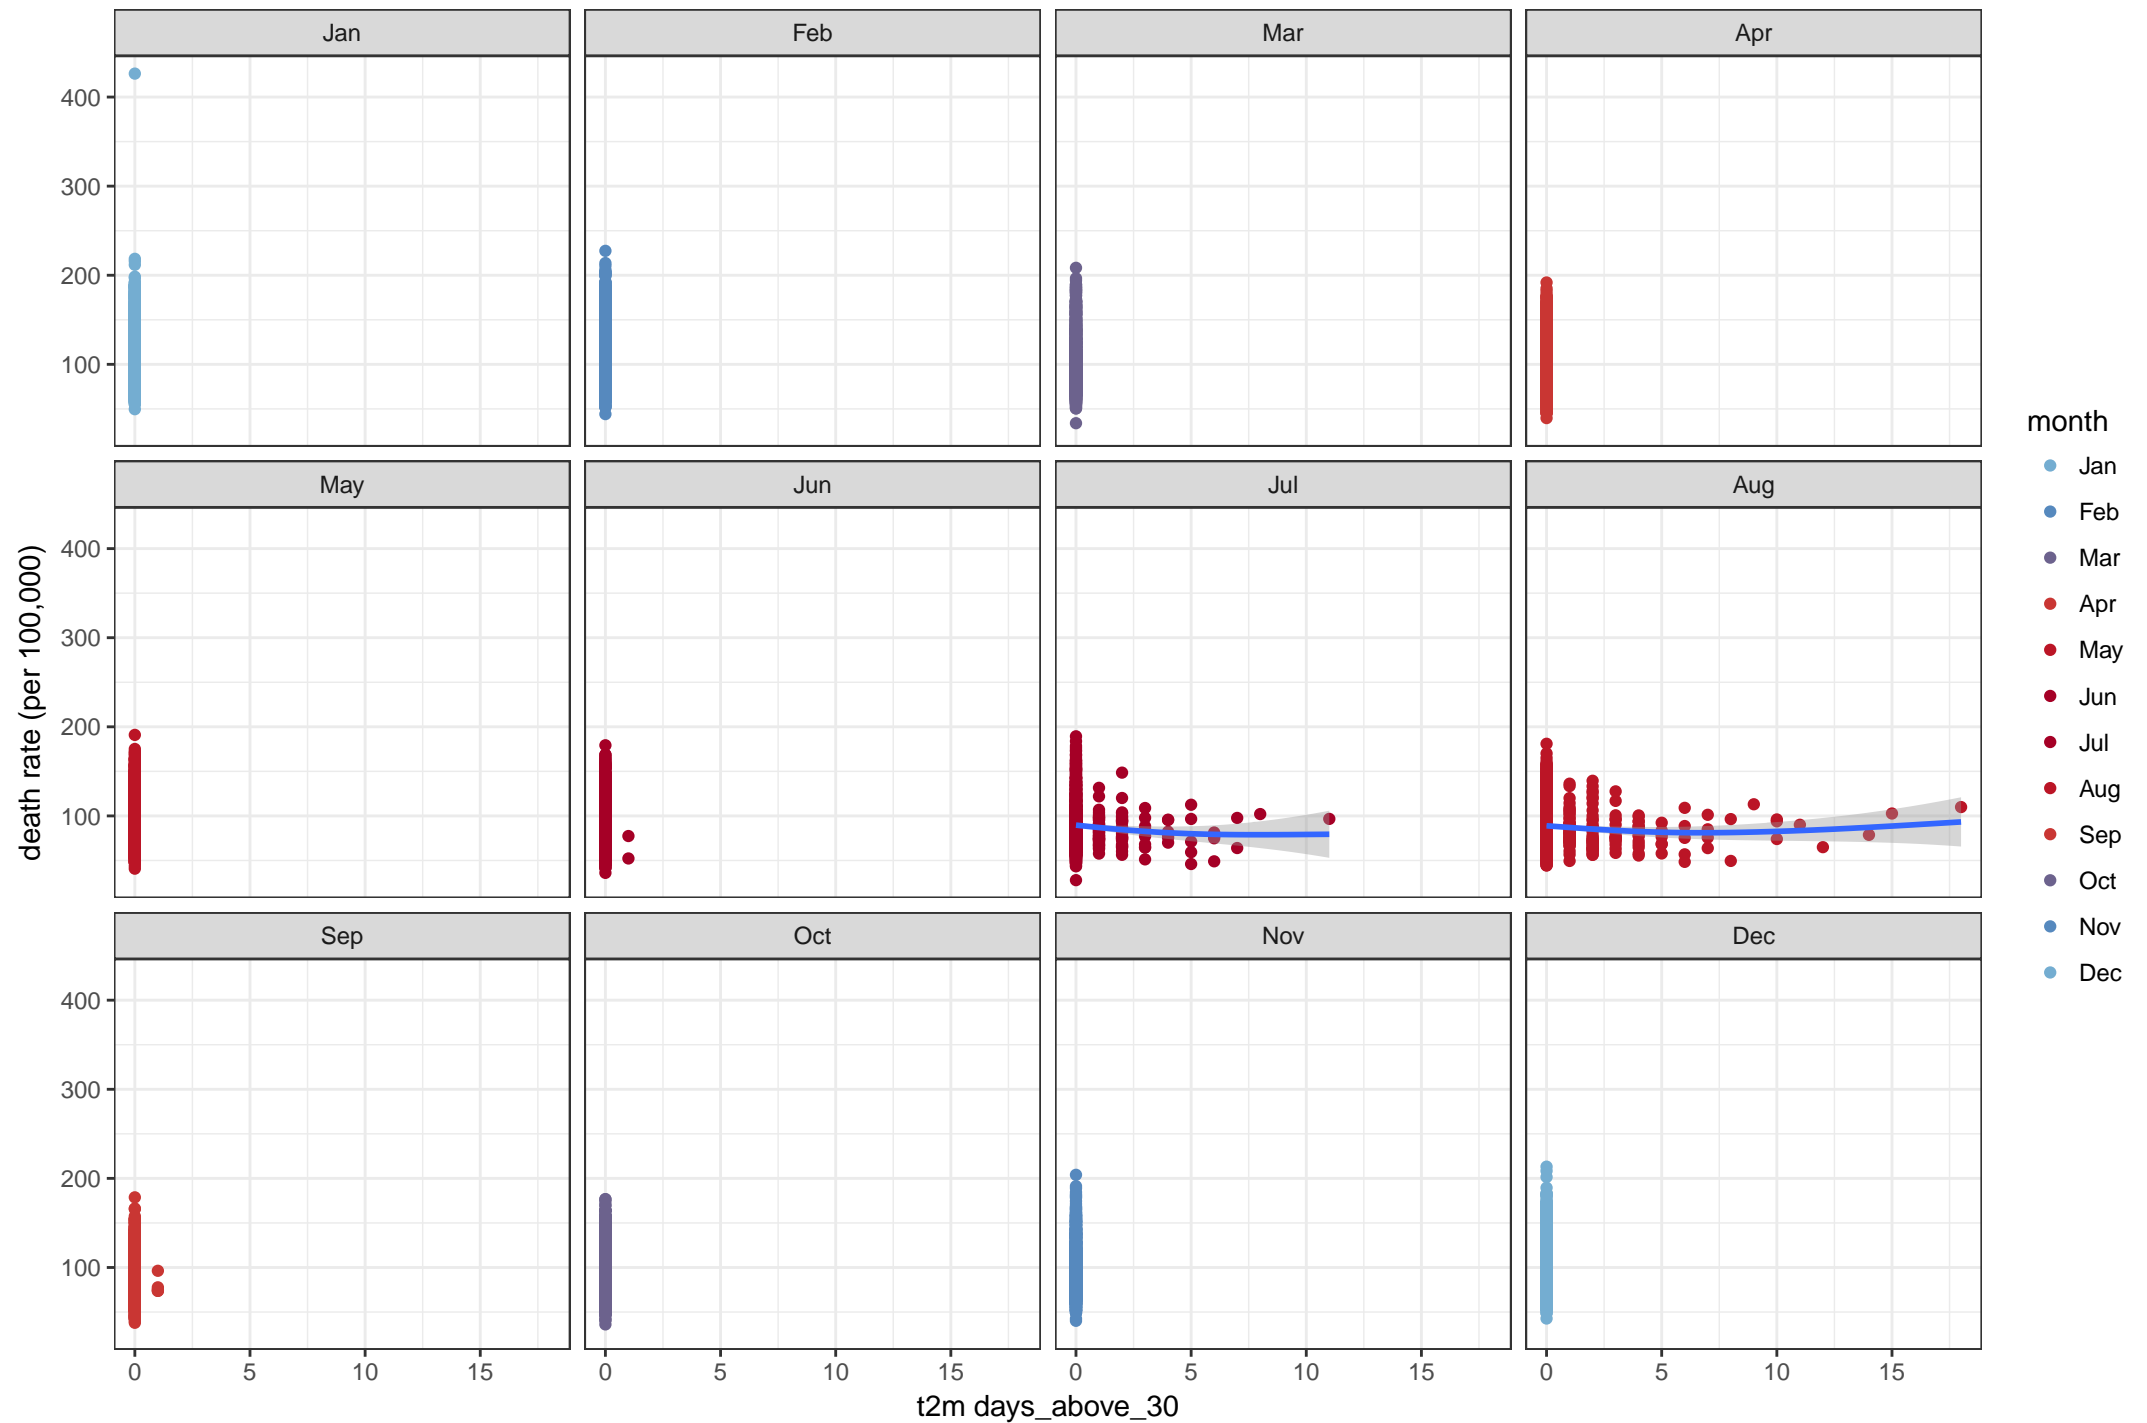 Jan Feb Mar Apr
400
300
200
100
May Jun Jul Aug
400
300
200
100
Sep Oct Nov Dec
400
300
200
100
0 5 10 15 0 5 10 15 0 5 10 15 0 5 10 15
t2m days_above_30
death rate (per 100,000)
month
Jan
Feb
Mar
Apr
May
Jun
Jul
Aug
Sep
Oct
Nov
Dec